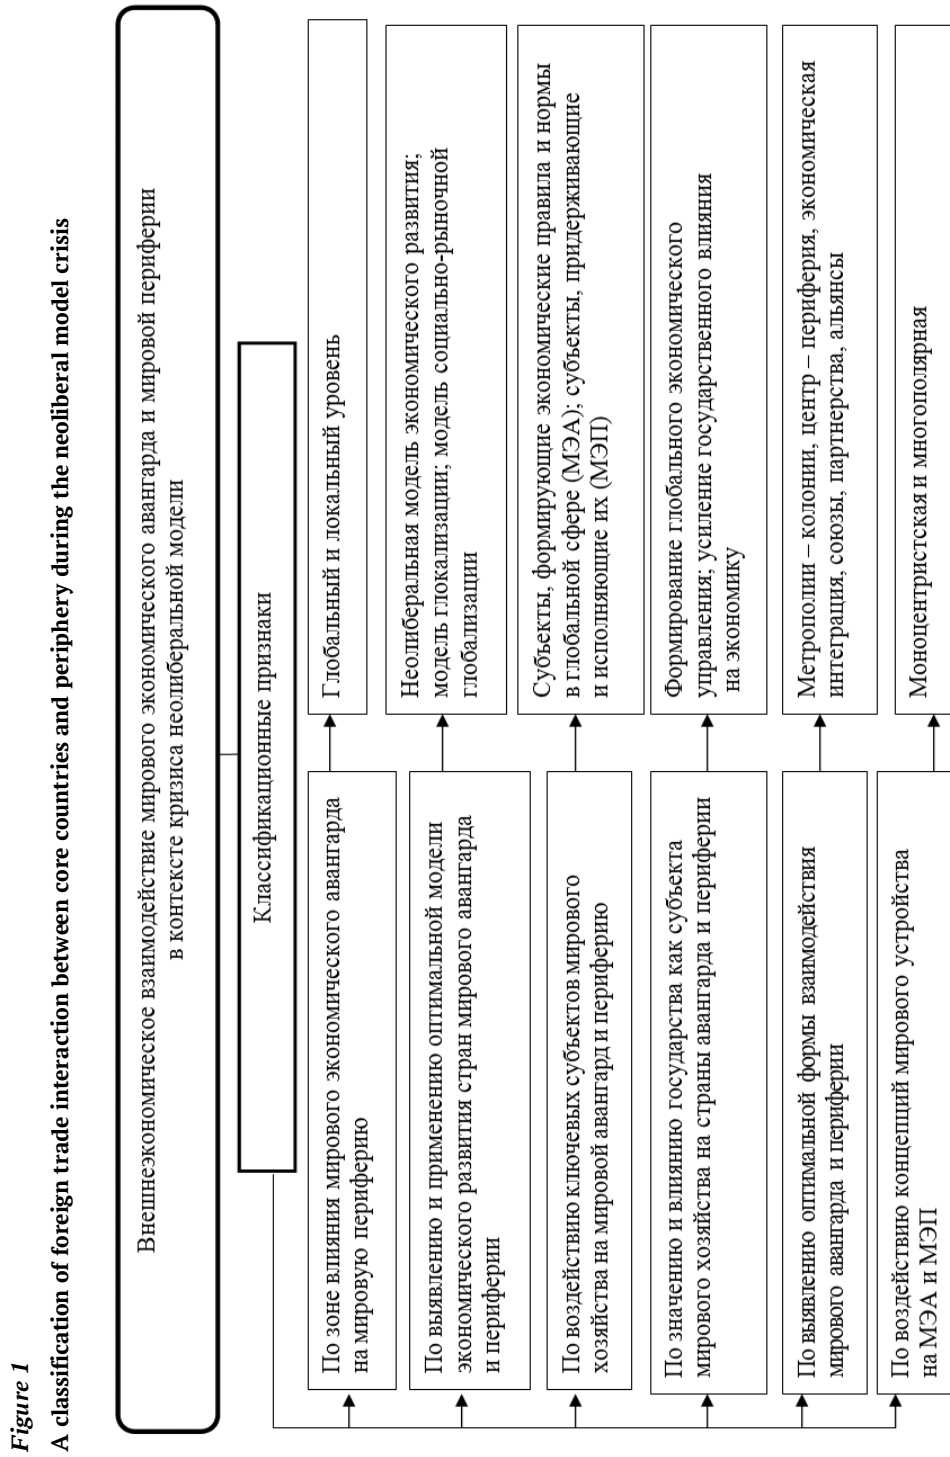 Figure 1
A classification of foreign trade interaction between core countries and periphery during the neoliberal model crisis
Внешнеэкономическое взаимодействие мирового экономического авангарда и мировой периферии
в контексте кризиса неолиберальной модели
Классификационные признаки
По зоне влияния мирового экономического авангарда
на мировую периферию
Глобальный и локальный уровень
По выявлению и применению оптимальной модели
экономического развития стран мирового авангарда
и периферии
Неолиберальная модель экономического развития;
модель глокализации; модель социально-рыночной
глобализации
По воздействию ключевых субъектов мирового
хозяйства на мировой авангард и периферию
Субъекты, формирующие экономические правила и нормы
в глобальной сфере (МЭА); субъекты, придерживающие
и исполняющие их (МЭП)
По значению и влиянию государства как субъекта
мирового хозяйства на страны авангарда и периферии
Формирование глобального экономического
управления; усиление государственного влияния
на экономику
По выявлению оптимальной формы взаимодействия
мирового авангарда и периферии
Метрополии – колонии, центр – периферия, экономическая
интеграция, союзы, партнерства, альянсы
По воздействию концепций мирового устройства
на МЭА и МЭП
Моноцентристская и многополярная